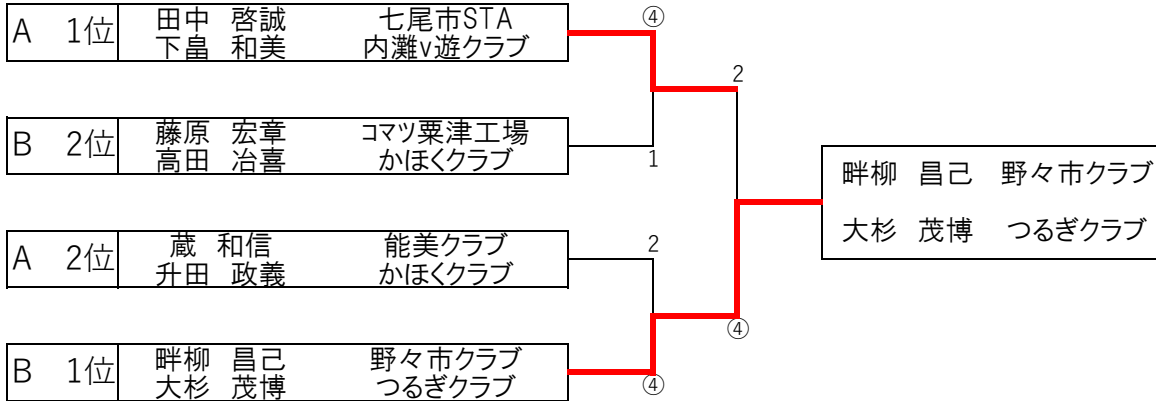 ④
A 1位 田中 啓誠 七尾市STA
下畠 和美 内灘v遊クラブ
2
B 2位 藤原 宏章 コマツ粟津工場
高田 冶喜 かほくクラブ
1
畔柳 昌己 野々市クラブ
大杉 茂博 つるぎクラブ
A 2位 蔵 和信 能美クラブ
升田 政義 かほくクラブ
2
④
B 1位 畔柳 昌己 野々市クラブ
大杉 茂博 つるぎクラブ
④